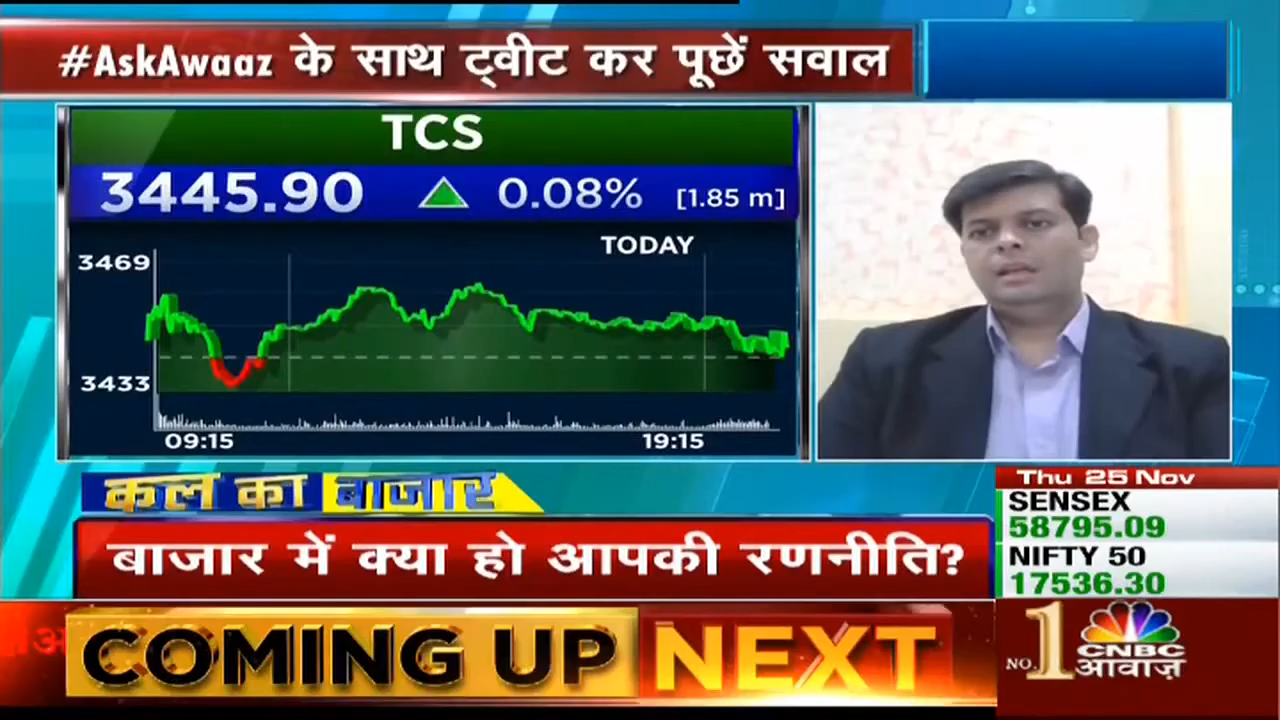 #AskAwaaz के साथ ट्वीट कर पूछें सवाल
TCS
3445.90 0.08% [1.85 m]
TODAY
3469
3433
09:15 19:15
कल का बाजार
बाजार में क्या हो आपकी रणनीति?
Thu 25 Nov
SENSEX
58795.09
NIFTY 50
17536.30
COMING UP NEXT
NO.1 CNBC
आवाज़